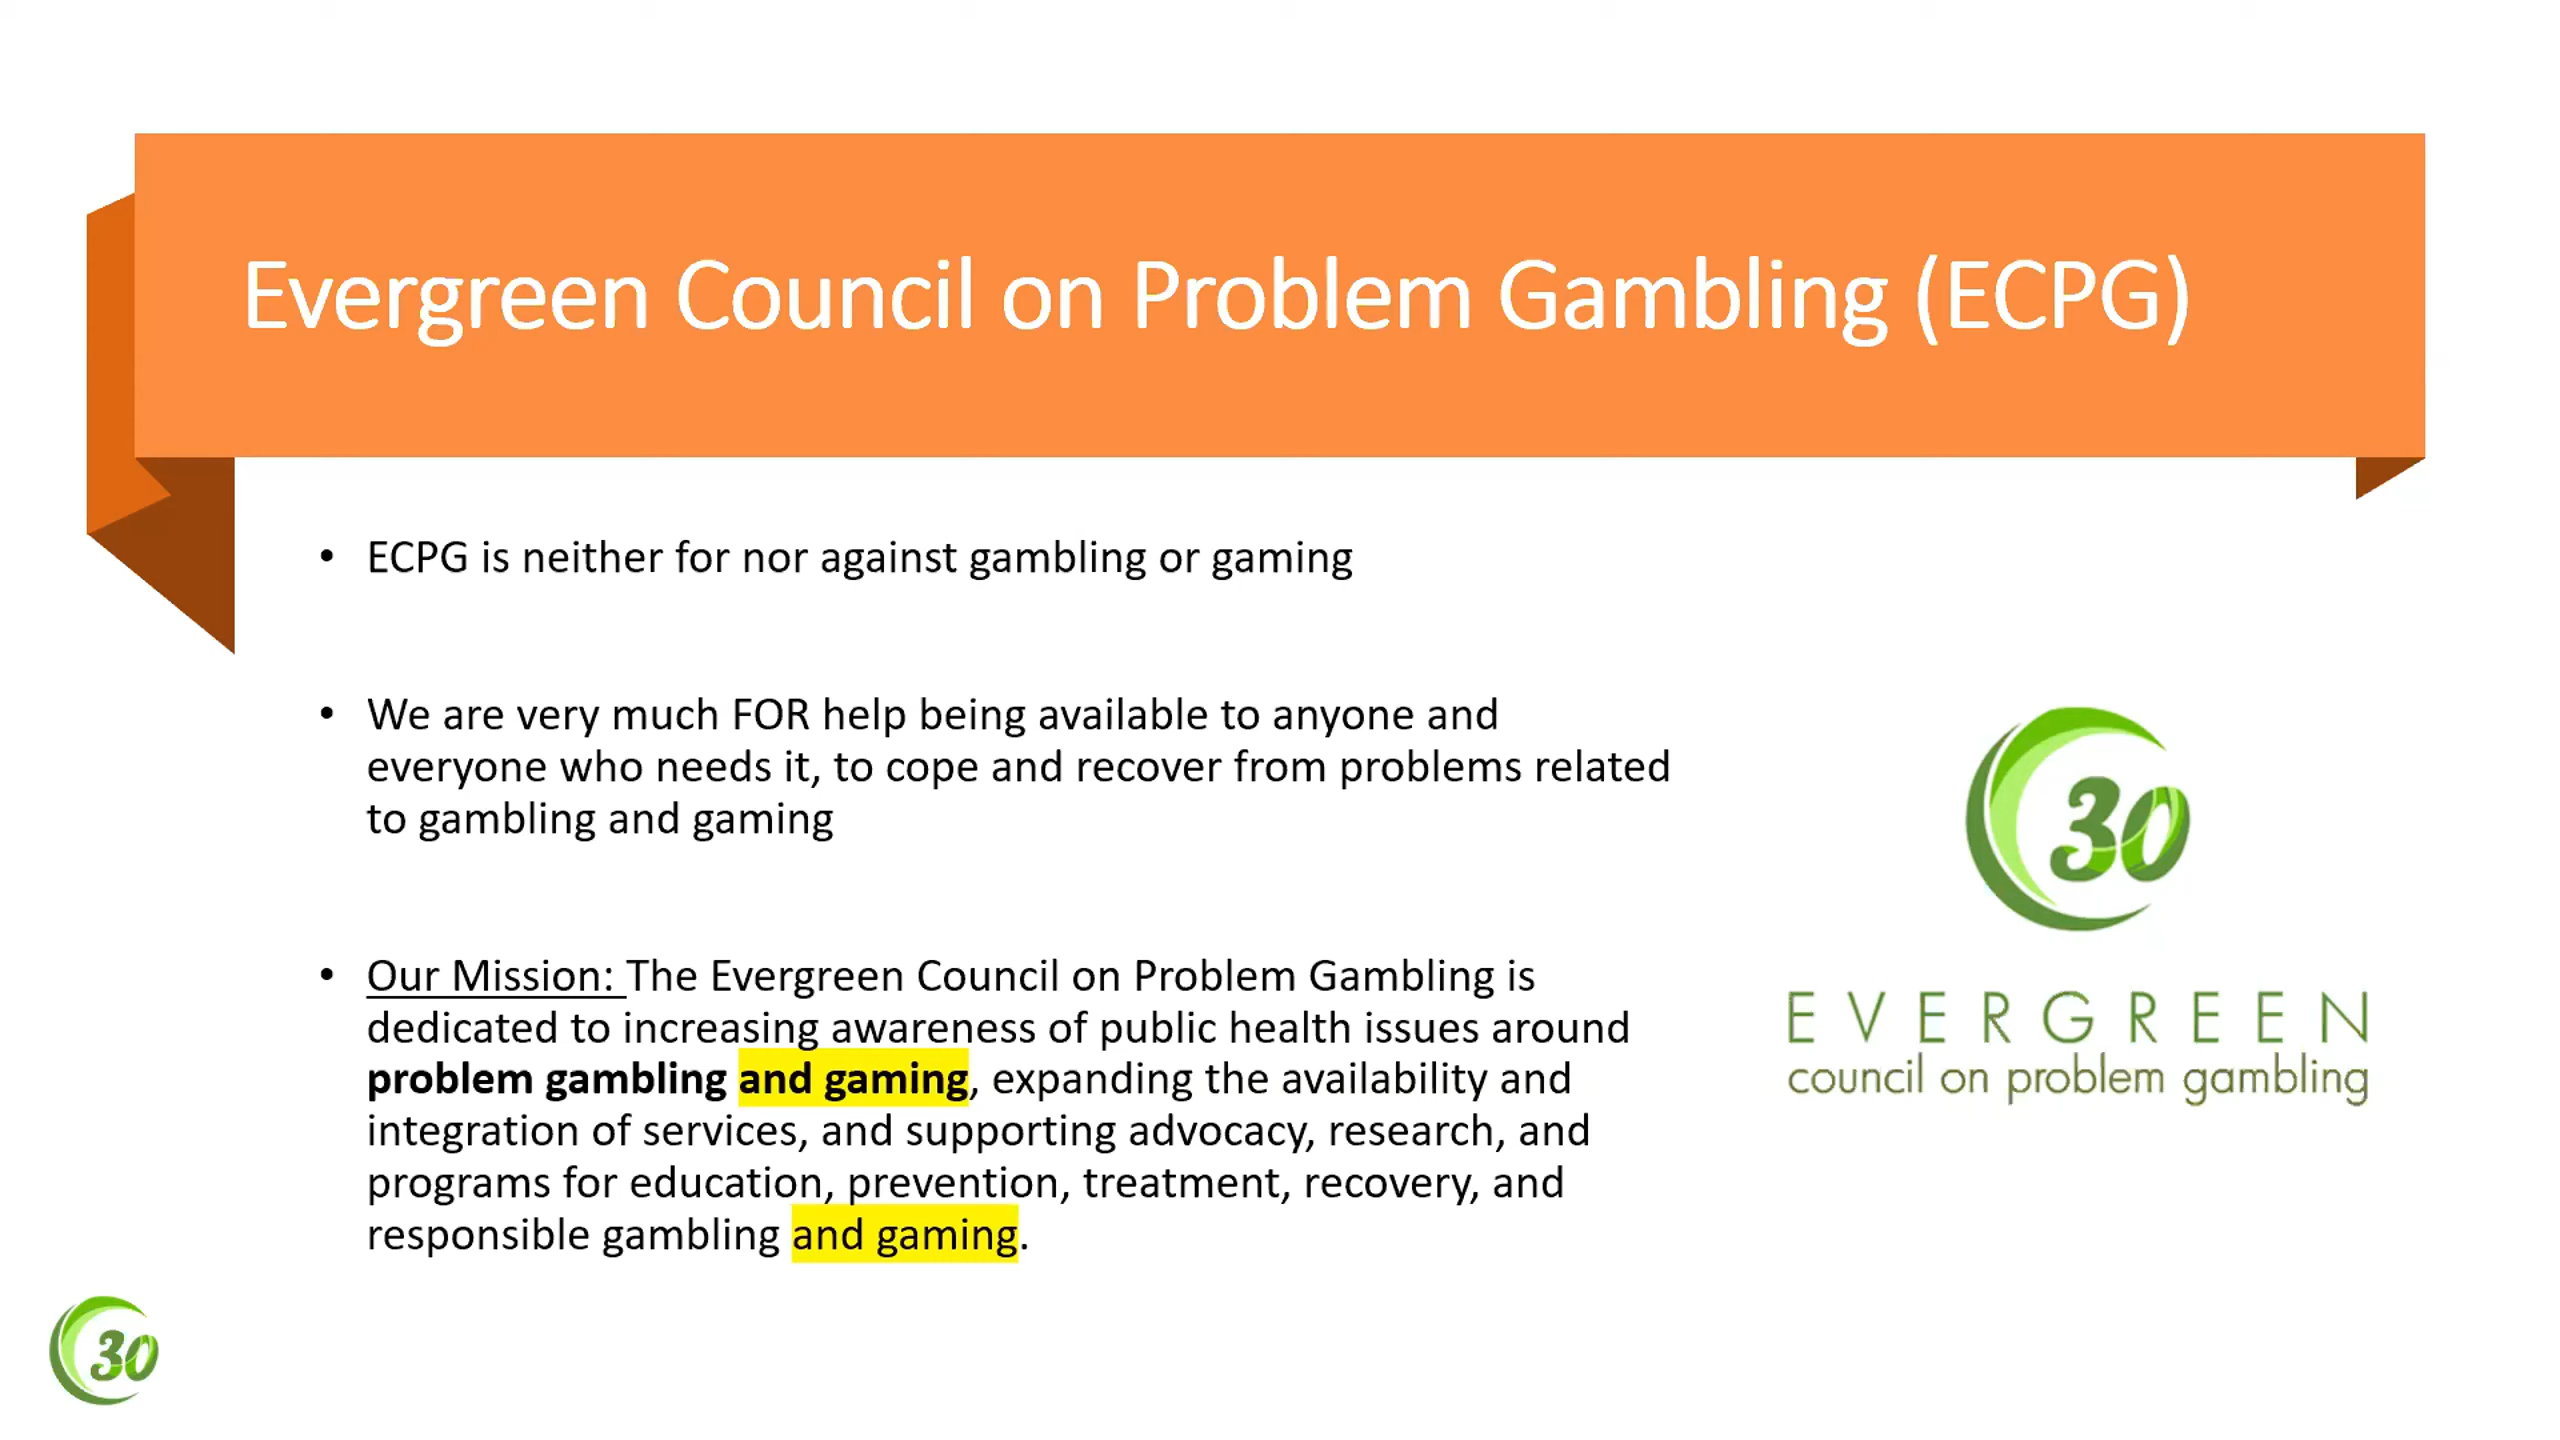 Evergreen Council on Problem Gambling (ECPG)
• ECPG is neither for nor against gambling or gaming
• We are very much FOR help being available to anyone and
everyone who needs it, to cope and recover from problems related
to gambling and gaming
• Our Mission: The Evergreen Council on Problem Gambling is
dedicated to increasing awareness of public health issues around
problem gambling and gaming, expanding the availability and
integration of services, and supporting advocacy, research, and
programs for education, prevention, treatment, recovery, and
responsible gambling and gaming.
30
EVERGREEN
council on problem gambling
30